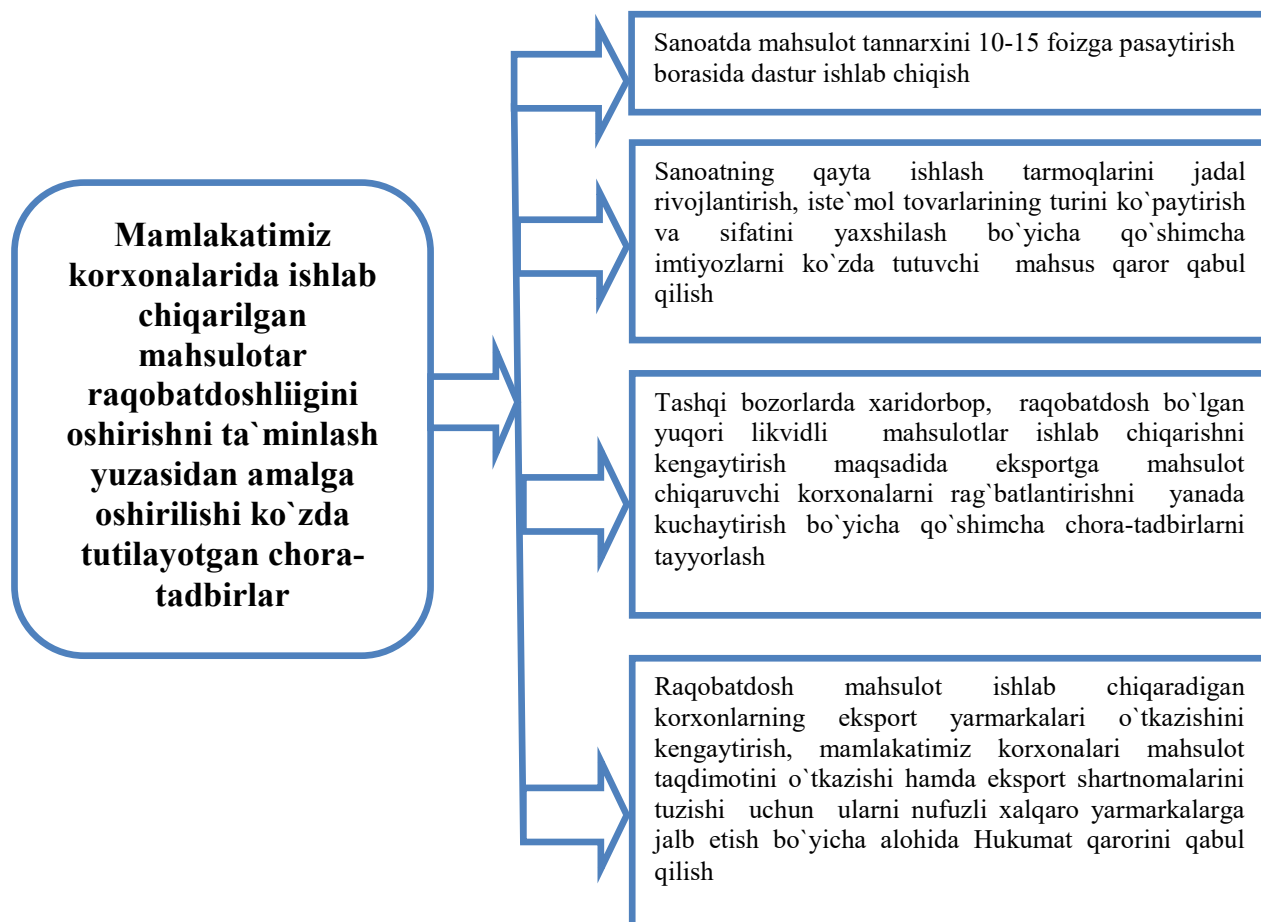 Mamlakatimiz
korxonalarida ishlab
chiqarilgan
mahsulotar
raqobatdoshliigini
oshirishni ta`minlash
yuzasidan amalga
oshirilishi ko`zda
tutilayotgan chora-
tadbirlar
Sanoatda mahsulot tannarxini 10-15 foizga pasaytirish
borasida dastur ishlab chiqish
Sanoatning qayta ishlash tarmoqlarini jadal
rivojlantirish, iste`mol tovarlarining turini ko`paytirish
va sifatini yaxshilash bo`yicha qo`shimcha
imtiyozlarni ko`zda tutuvchi mahsus qaror qabul
qilish
Tashqi bozorlarda xaridorbop, raqobatdosh bo`lgan
yuqori likvidli mahsulotlar ishlab chiqarishni
kengaytirish maqsadida eksportga mahsulot
chiqaruvchi korxonalarni rag`batlantirishni yanada
kuchaytirish bo`yicha qo`shimcha chora-tadbirlarni
tayyorlash
Raqobatdosh mahsulot ishlab chiqaradigan
korxonlarning eksport yarmarkalari o`tkazishini
kengaytirish, mamlakatimiz korxonalari mahsulot
taqdimotini o`tkazishi hamda eksport shartnomalarini
tuzishi uchun ularni nufuzli xalqaro yarmarkalarga
jalb etish bo`yicha alohida Hukumat qarorini qabul
qilish